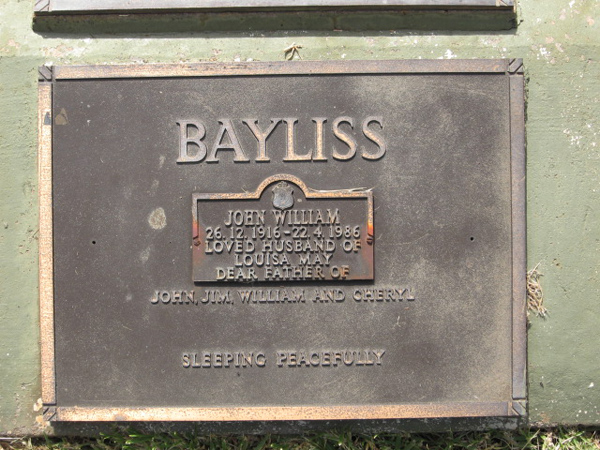 BAYLISS
JOHN WILLIAM
26.12.1916-22.4.1986
LOVED HUSBAND OF
LOUISA MAY
DEAR FATHER OF
JOHN, JIM, WILLIAM AND CHERYL
SLEEPING PEACEFULLY